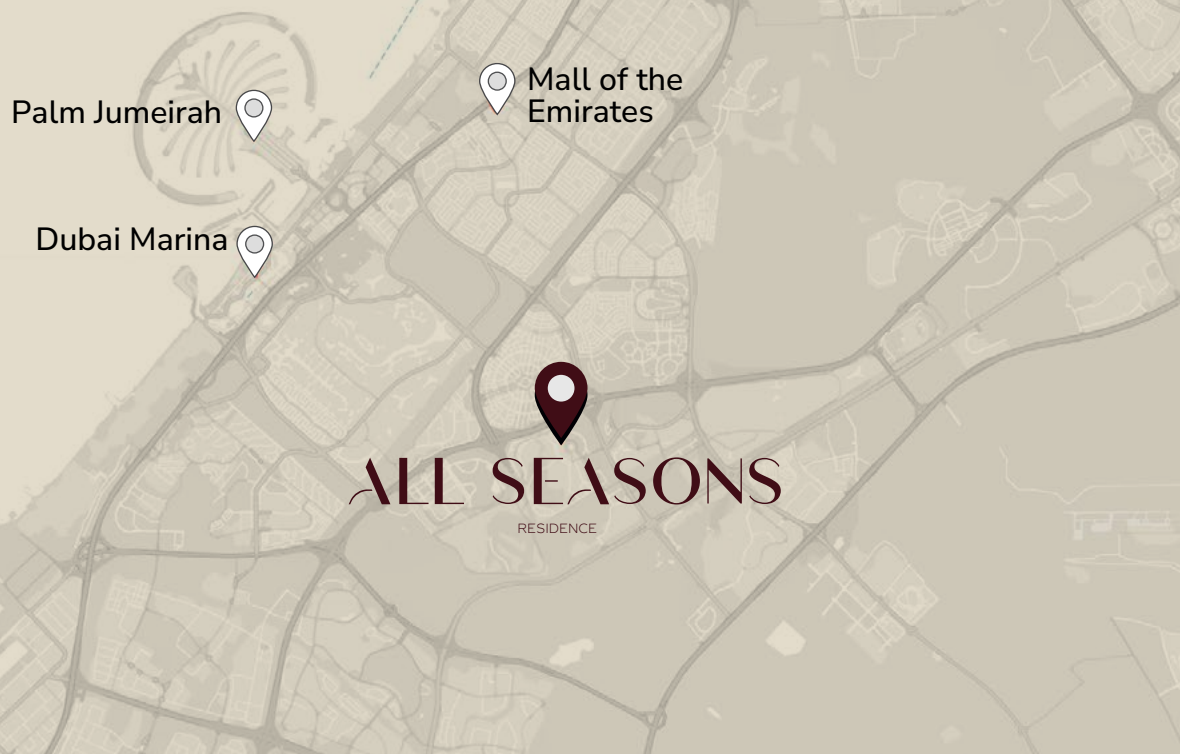 Mall of the
Emirates
Palm Jumeirah
Dubai Marina
ALL SEASONS
RESIDENCE